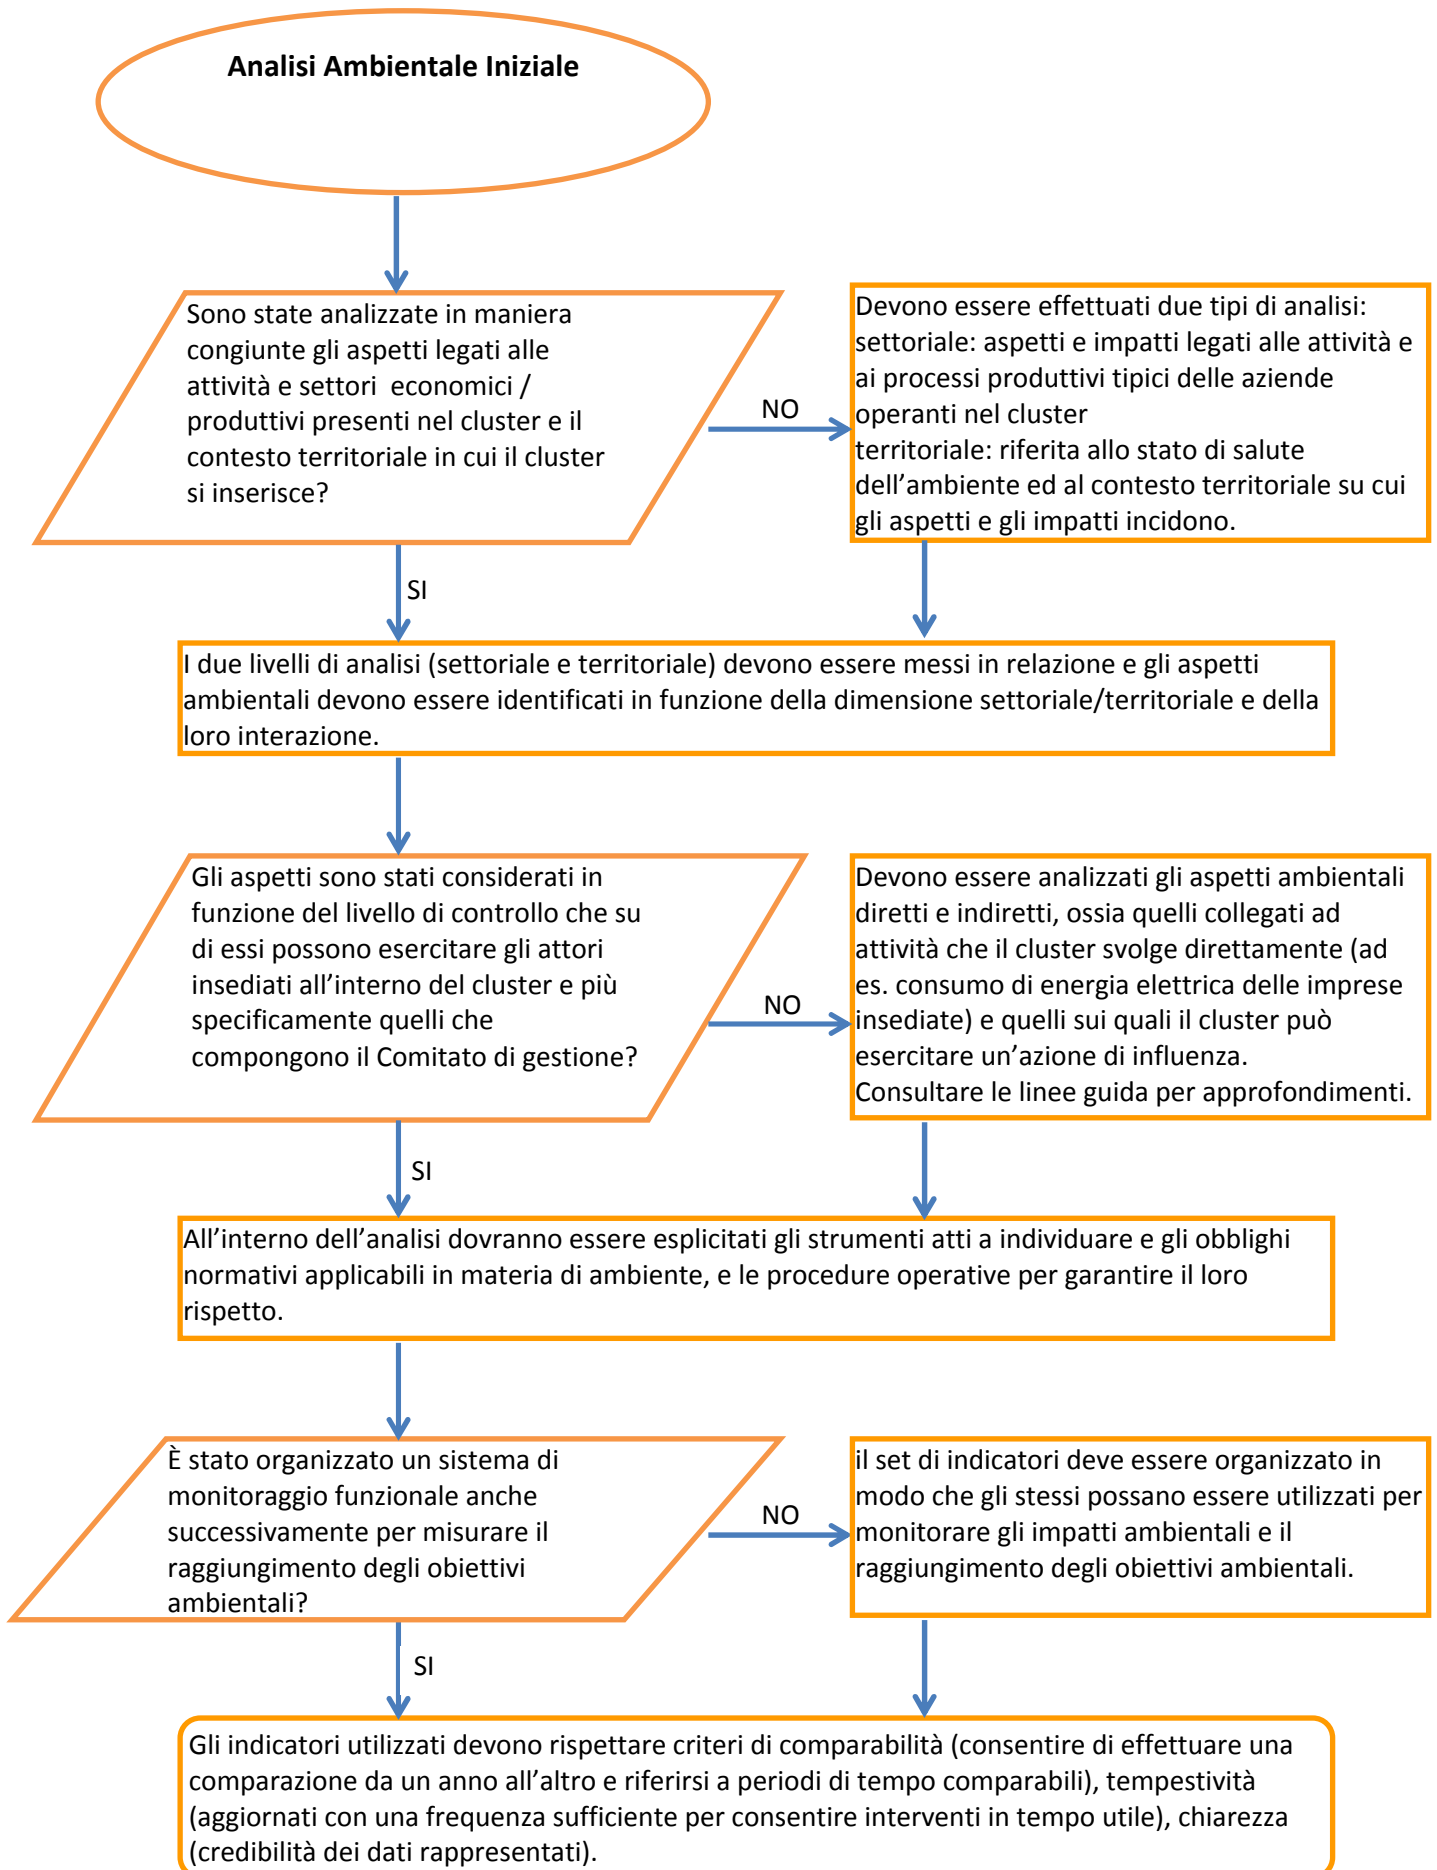 Analisi Ambientale Iniziale
Sono state analizzate in maniera
congiunte gli aspetti legati alle
attività e settori  economici /
produttivi presenti nel cluster e il
contesto territoriale in cui il cluster
si inserisce?
NO
Devono essere effettuati due tipi di analisi:
settoriale: aspetti e impatti legati alle attività e
ai processi produttivi tipici delle aziende
operanti nel cluster
territoriale: riferita allo stato di salute
dell’ambiente ed al contesto territoriale su cui
gli aspetti e gli impatti incidono.
SI
I due livelli di analisi (settoriale e territoriale) devono essere messi in relazione e gli aspetti
ambientali devono essere identificati in funzione della dimensione settoriale/territoriale e della
loro interazione.
Gli aspetti sono stati considerati in
funzione del livello di controllo che su
di essi possono esercitare gli attori
insediati all’interno del cluster e più
specificamente quelli che
compongono il Comitato di gestione?
NO
Devono essere analizzati gli aspetti ambientali
diretti e indiretti, ossia quelli collegati ad
attività che il cluster svolge direttamente (ad
es. consumo di energia elettrica delle imprese
insediate) e quelli sui quali il cluster può
esercitare un’azione di influenza.
Consultare le linee guida per approfondimenti.
SI
All’interno dell’analisi dovranno essere esplicitati gli strumenti atti a individuare e gli obblighi
normativi applicabili in materia di ambiente, e le procedure operative per garantire il loro
rispetto.
È stato organizzato un sistema di
monitoraggio funzionale anche
successivamente per misurare il
raggiungimento degli obiettivi
ambientali?
NO
il set di indicatori deve essere organizzato in
modo che gli stessi possano essere utilizzati per
monitorare gli impatti ambientali e il
raggiungimento degli obiettivi ambientali.
SI
Gli indicatori utilizzati devono rispettare criteri di comparabilità (consentire di effettuare una
comparazione da un anno all’altro e riferirsi a periodi di tempo comparabili), tempestività
(aggiornati con una frequenza sufficiente per consentire interventi in tempo utile), chiarezza
(credibilità dei dati rappresentati).